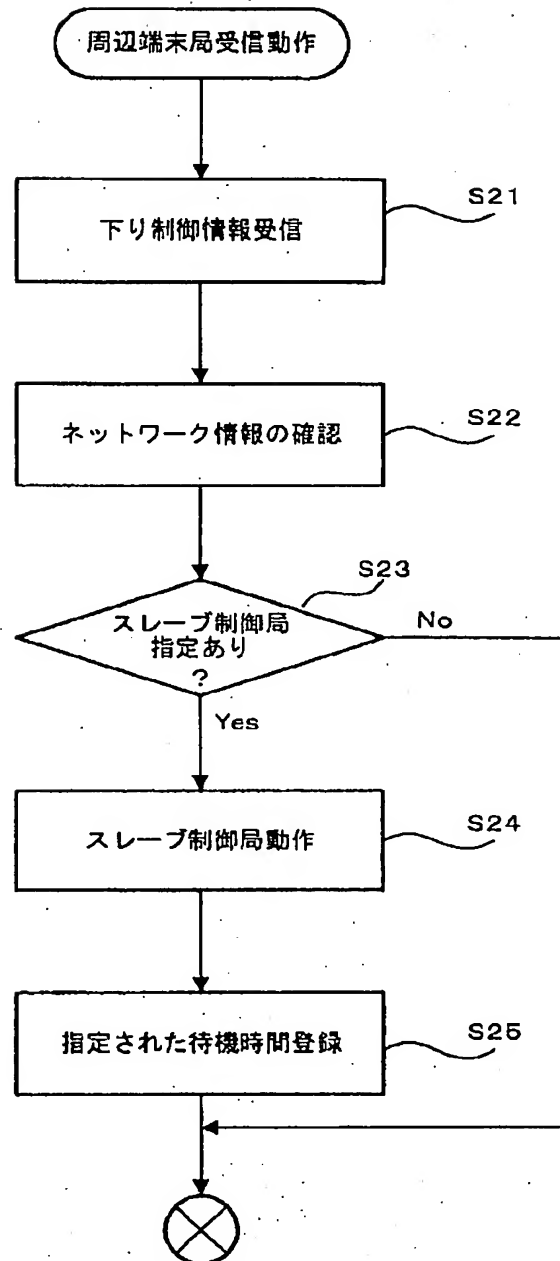 周辺端末局受信動作
S21
下り制御情報受信
S22
ネットワーク情報の確認
S23
スレーブ制御局
指定あり
?
No
Yes
S24
スレーブ制御局動作
S25
指定された待機時間登録